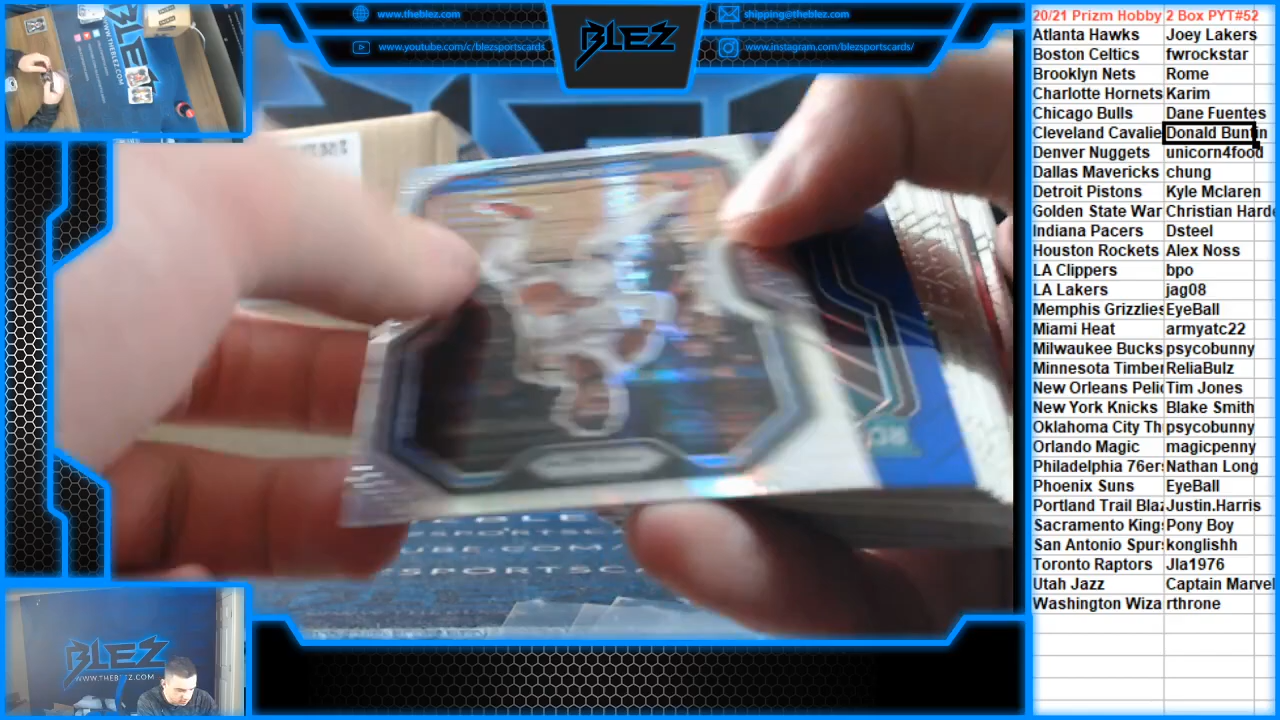 www.theblez.com
shipping@theblez.com
www.youtube.com/c/blezsportscards
BLEZ
www.instagram.com/blezsportscards/
20/21 Prizm Hobby 2 Box PYT#52
Atlanta Hawks Joey Lakers
Boston Celtics fwrockstar
Brooklyn Nets Rome
Charlotte Hornets Karim
Chicago Bulls Dane Fuentes
Cleveland Cavalie Donald Buntin
Denver Nuggets unicorn4food
Dallas Mavericks chung
Detroit Pistons Kyle Mclaren
Golden State War Christian Hard
Indiana Pacers Dsteel
Houston Rockets Alex Noss
LA Clippers bpo
LA Lakers jag08
Memphis Grizzlies EyeBall
Miami Heat armyatc22
Milwaukee Bucks psycobunny
Minnesota Timber ReliaBulz
New Orleans Peli Tim Jones
New York Knicks Blake Smith
Oklahoma City Th psycobunny
Orlando Magic magicpenny
Philadelphia 76er Nathan Long
Phoenix Suns EyeBall
Portland Trail Blaz Justin.Harris
Sacramento King Pony Boy
San Antonio Spur konglishh
Toronto Raptors Jla1976
Utah Jazz Captain Marvel
Washington Wiza rthrone
BLEZ
WWW.THEBLEZ.COM